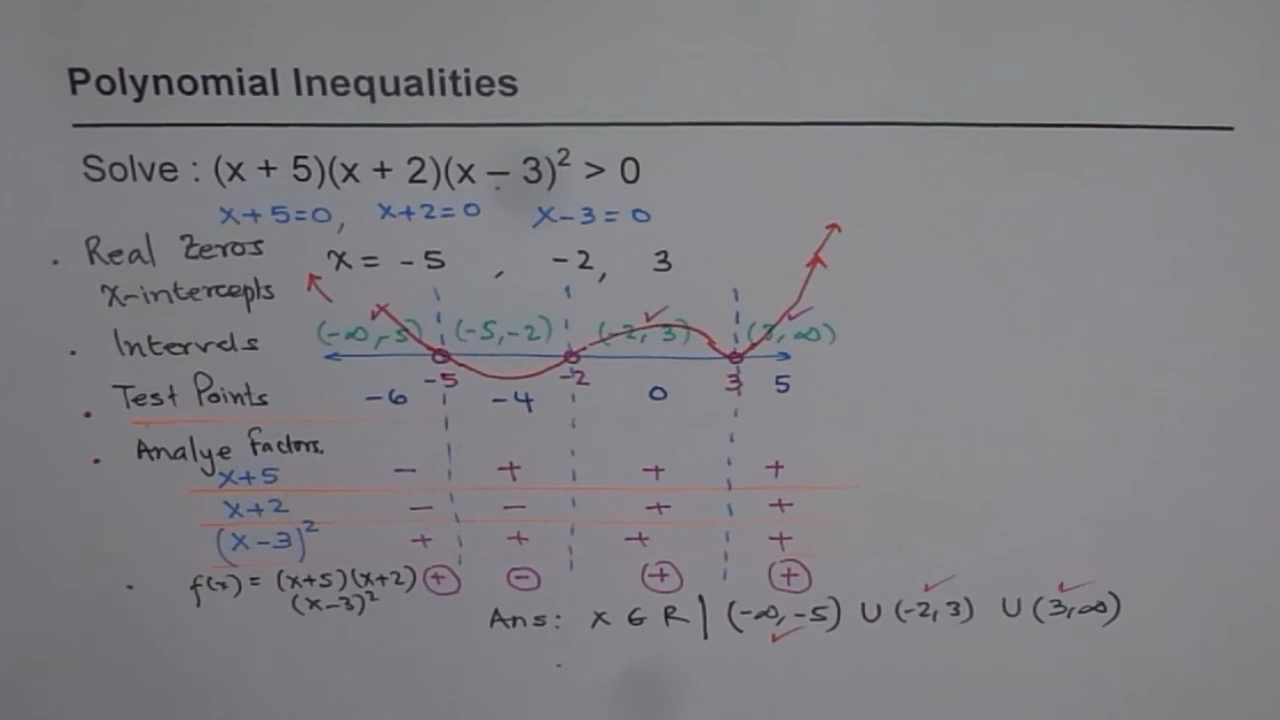 Polynomial Inequalities
Solve : (x + 5)(x + 2)(x − 3)² > 0
x+5=0, x+2=0 x−3=0
. Real Zeros x = −5 , −2, 3
x-intercepts
(−∞,−5) (−5,−2) (−2,3) (3,∞)
. Intervals
−5 −2 3
. Test Points −6 −4 0 5
. Analye Factors.
x+5 − + + +
x+2 − − + +
(x−3)² + + + +
. f(x) = (x+5)(x+2) + − + +
(x−3)²
Ans: x ∈ R | (−∞,−5) ∪ (−2,3) ∪ (3,∞)